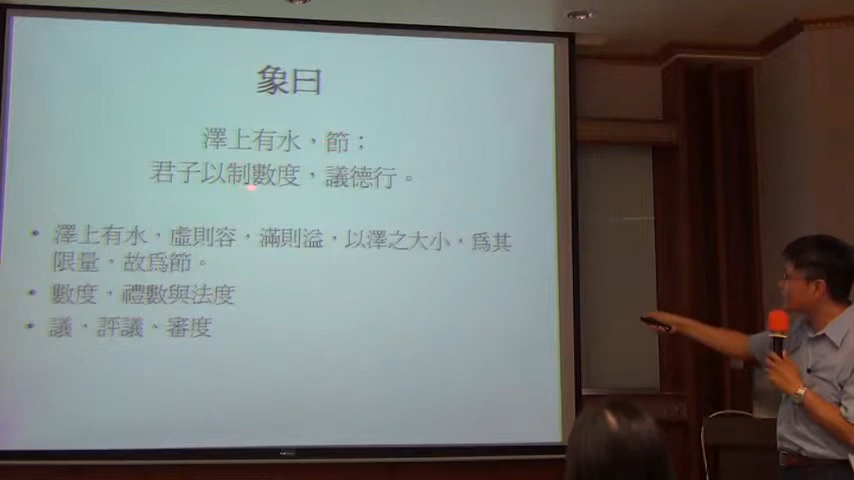 象曰
澤上有水，節；
君子以制數度，議德行。
• 澤上有水，虛則容，滿則溢，以澤之大小，爲其
限量，故爲節。
• 數度，禮數與法度
• 議，評議、審度